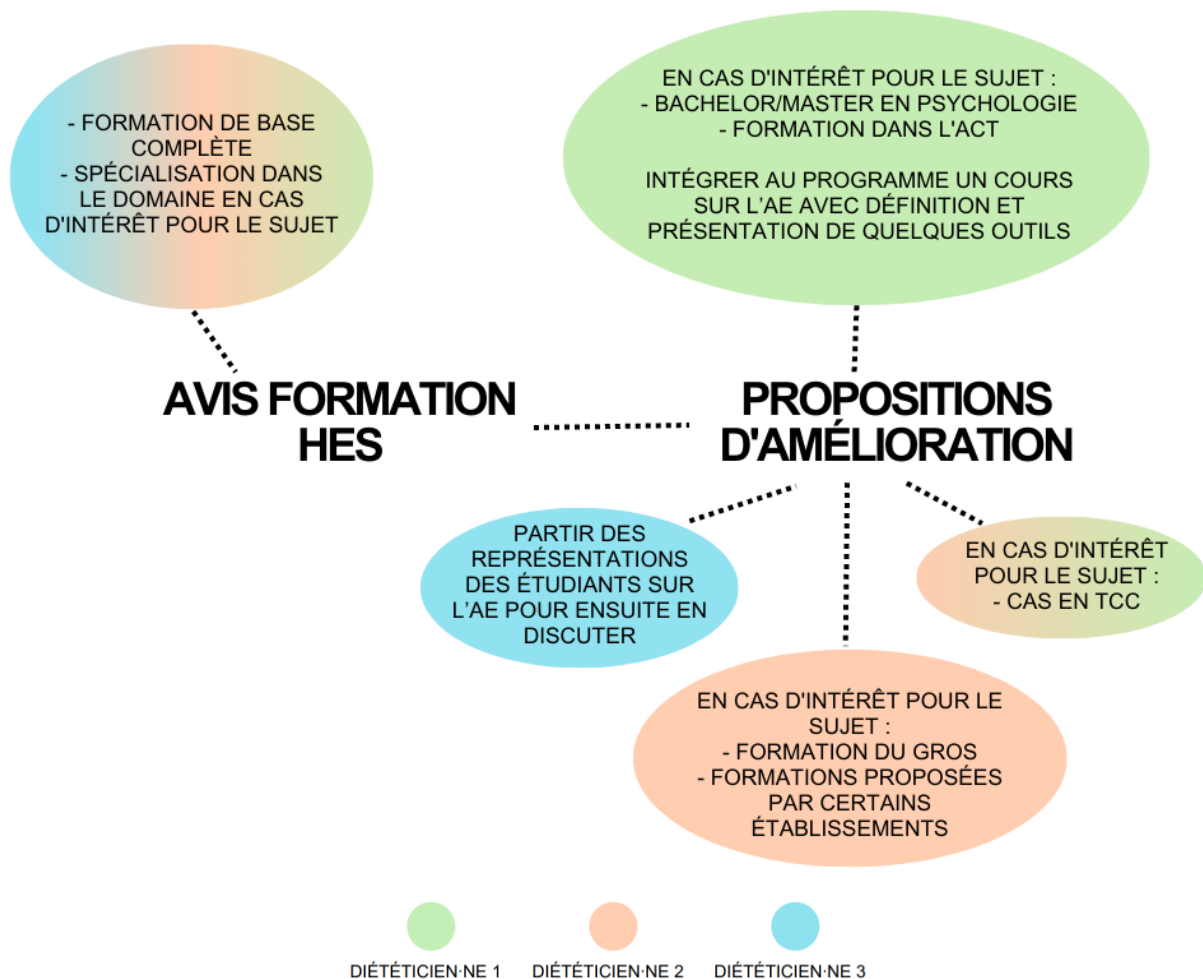 - FORMATION DE BASE
COMPLÈTE
- SPÉCIALISATION DANS
LE DOMAINE EN CAS
D'INTÉRÊT POUR LE SUJET
EN CAS D'INTÉRÊT POUR LE SUJET :
- BACHELOR/MASTER EN PSYCHOLOGIE
- FORMATION DANS L'ACT
INTÉGRER AU PROGRAMME UN COURS
SUR L'AE AVEC DÉFINITION ET
PRÉSENTATION DE QUELQUES OUTILS
AVIS FORMATION
HES
PROPOSITIONS
D'AMÉLIORATION
PARTIR DES
REPRÉSENTATIONS
DES ÉTUDIANTS SUR
L'AE POUR ENSUITE EN
DISCUTER
EN CAS D'INTÉRÊT
POUR LE SUJET :
- CAS EN TCC
EN CAS D'INTÉRÊT POUR LE
SUJET :
- FORMATION DU GROS
- FORMATIONS PROPOSÉES
PAR CERTAINS
ÉTABLISSEMENTS
DIÉTÉTICIEN·NE 1
DIÉTÉTICIEN·NE 2
DIÉTÉTICIEN·NE 3